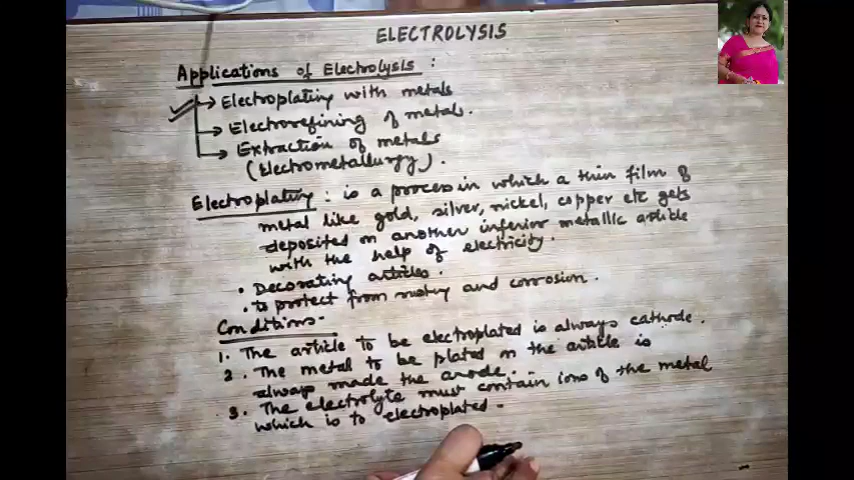 ELECTROLYSIS
Applications of Electrolysis :
→ Electroplating with metals
→ Electrorefining of metal.
→ Extraction of metals
(Electrometallurgy).
Electroplating : is a process in which a thin film of
metal like gold, silver, nickel, copper etc gets
deposited on another inferior metallic article
with the help of electricity.
• Decorating articles.
• to protect from rusting and corrosion.
Conditions-
1. The article to be electroplated is always cathode.
2. The metal to be plated on the article is
always made the anode.
3. The electrolyte must contain ions of the metal
which is to electroplated.